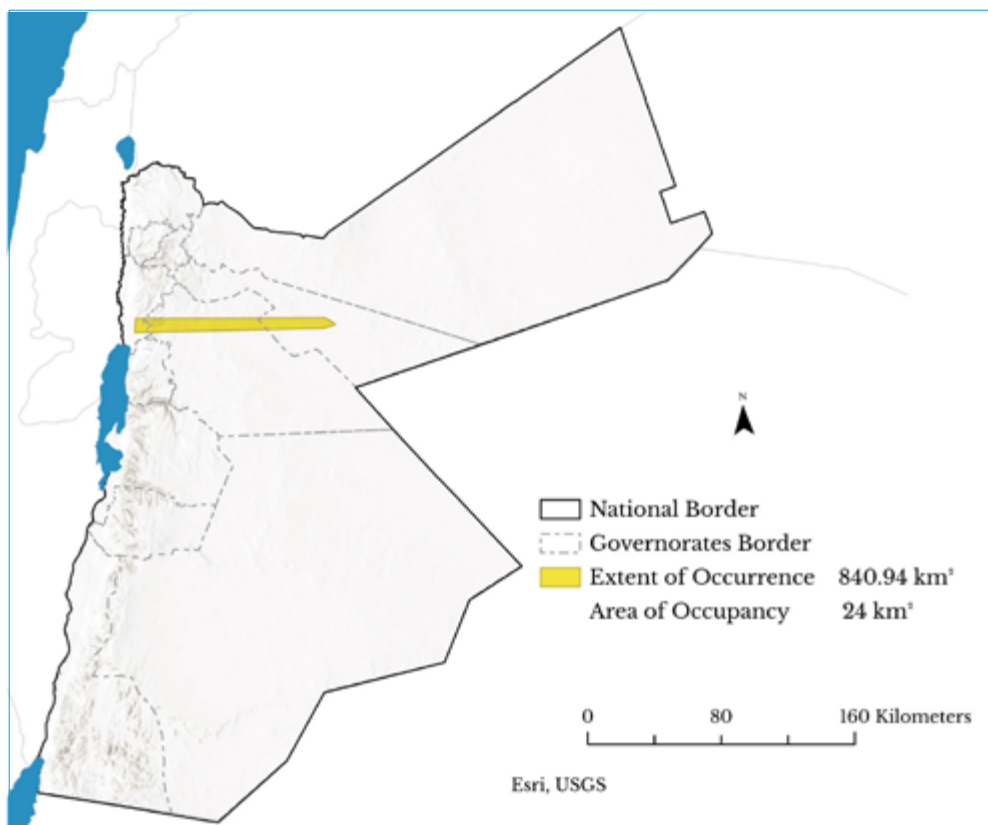 N
National Border
Governorates Border
Extent of Occurrence 840.94 km²
Area of Occupancy 24 km²
0 80 160 Kilometers
Esri, USGS